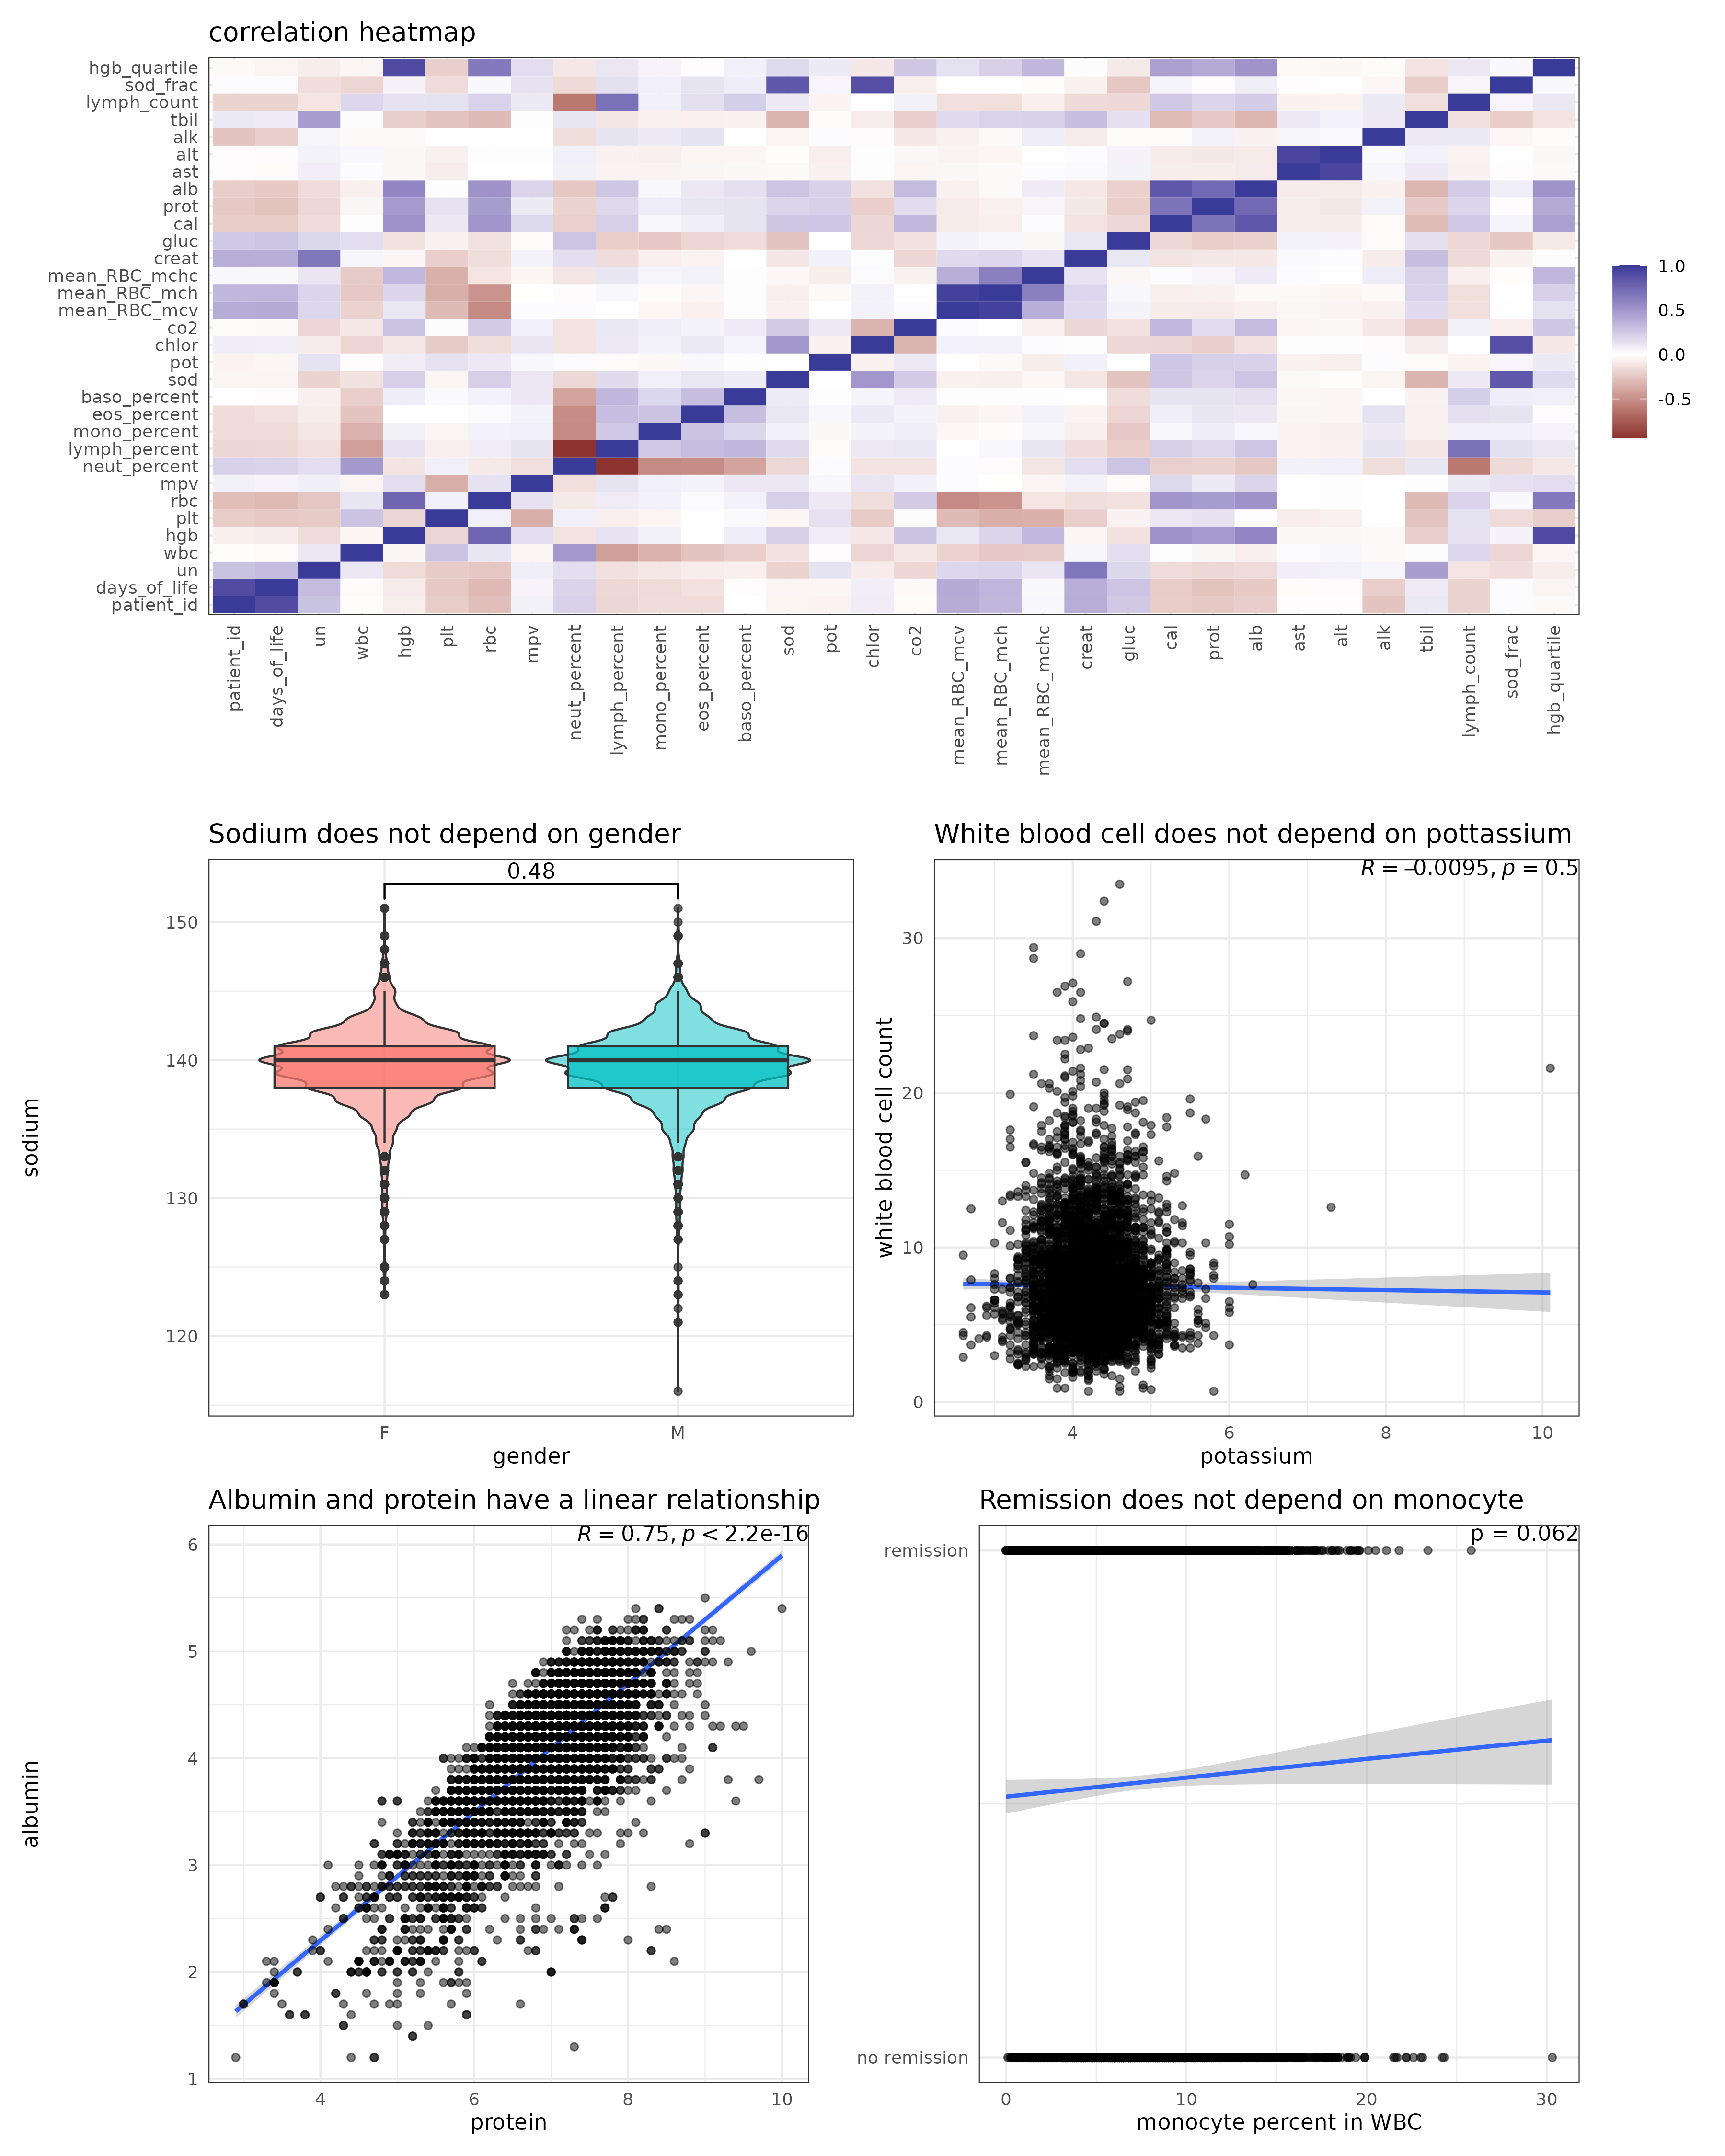 correlation heatmap
hgb_quartile
sod_frac
lymph_count
tbil
alk
alt
ast
alb
prot
cal
gluc
creat
mean_RBC_mchc
mean_RBC_mch
mean_RBC_mcv
co2
chlor
pot
sod
baso_percent
eos_percent
mono_percent
lymph_percent
neut_percent
mpv
rbc
plt
hgb
wbc
un
days_of_life
patient_id
patient_id
days_of_life
un
wbc
hgb
plt
rbc
mpv
neut_percent
lymph_percent
mono_percent
eos_percent
baso_percent
sod
pot
chlor
co2
mean_RBC_mcv
mean_RBC_mch
mean_RBC_mchc
creat
gluc
cal
prot
alb
ast
alt
alk
tbil
lymph_count
sod_frac
hgb_quartile
1.0
0.5
0.0
-0.5
Sodium does not depend on gender
0.48
150
140
130
120
sodium
F M
gender
White blood cell does not depend on pottassium
R = –0.0095, p = 0.5
30
20
10
0
white blood cell count
4 6 8 10
potassium
Albumin and protein have a linear relationship
R = 0.75, p < 2.2e-16
6
5
4
3
2
1
albumin
4 6 8 10
protein
Remission does not depend on monocyte
p = 0.062
remission
no remission
0 10 20 30
monocyte percent in WBC